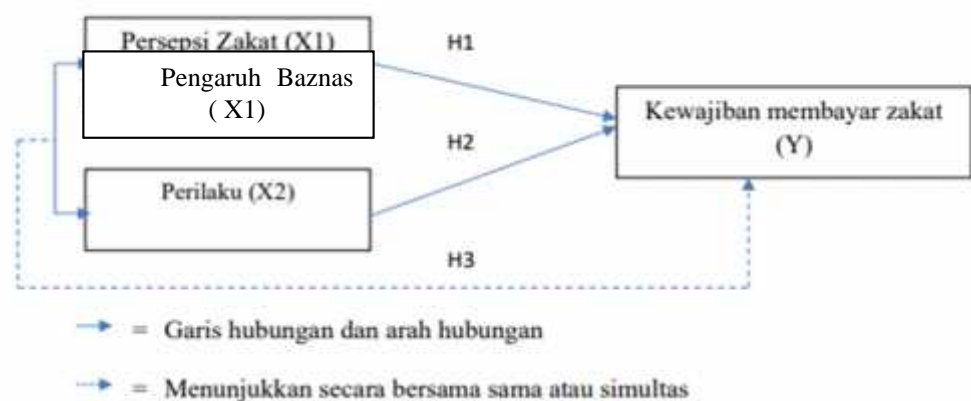 Persepsi Zakat (X1)
H1
Pengaruh Baznas
( X1)
Kewajiban membayar zakat
(Y)
H2
Perilaku (X2)
H3
= Garis hubungan dan arah hubungan
= Menunjukkan secara bersama sama atau simultas